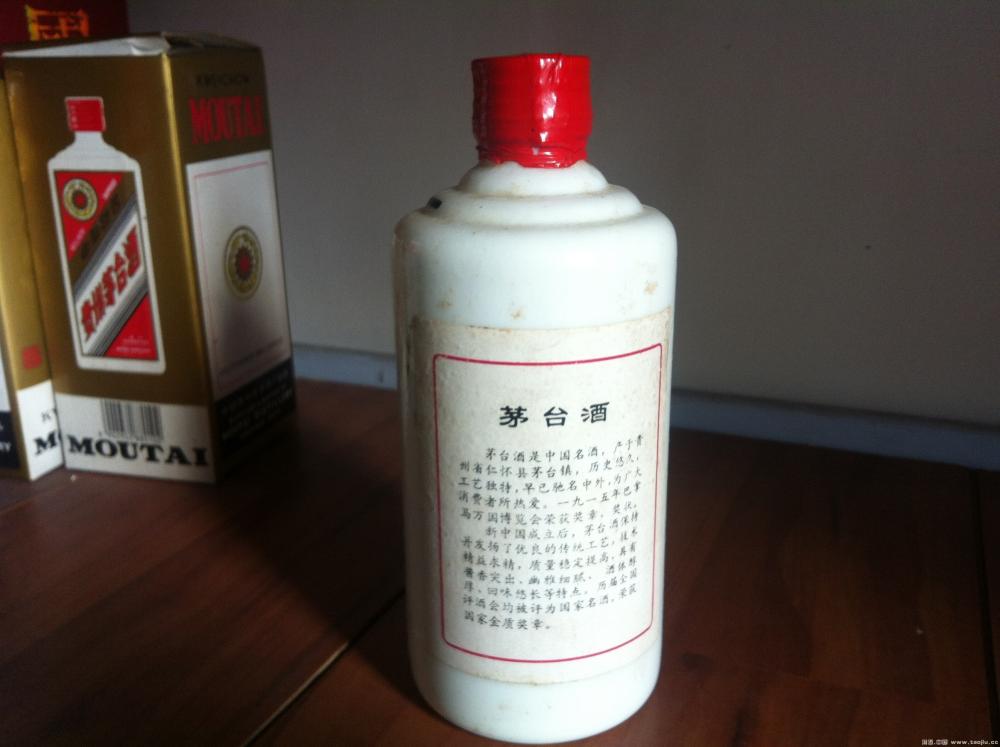 茅台酒
茅台酒是中国名酒,产于贵
州省仁怀县茅台镇,历史悠久,
工艺独特,早已驰名中外,为广大
消费者所热爱。一九一五年巴拿
马万国博览会荣获奖章、奖状。
新中国成立后,茅台酒保持
并发扬了优良的传统工艺,技术
精益求精,质量稳定提高,具有
酱香突出、幽雅细腻、酒体醇
厚、回味悠长等特点。历届全国
评酒会均被评为国家名酒,荣获
国家金质奖章。
KWEICHOW
MOUTAI
贵州茅台酒
MOUTAI
www.taojiu.cc